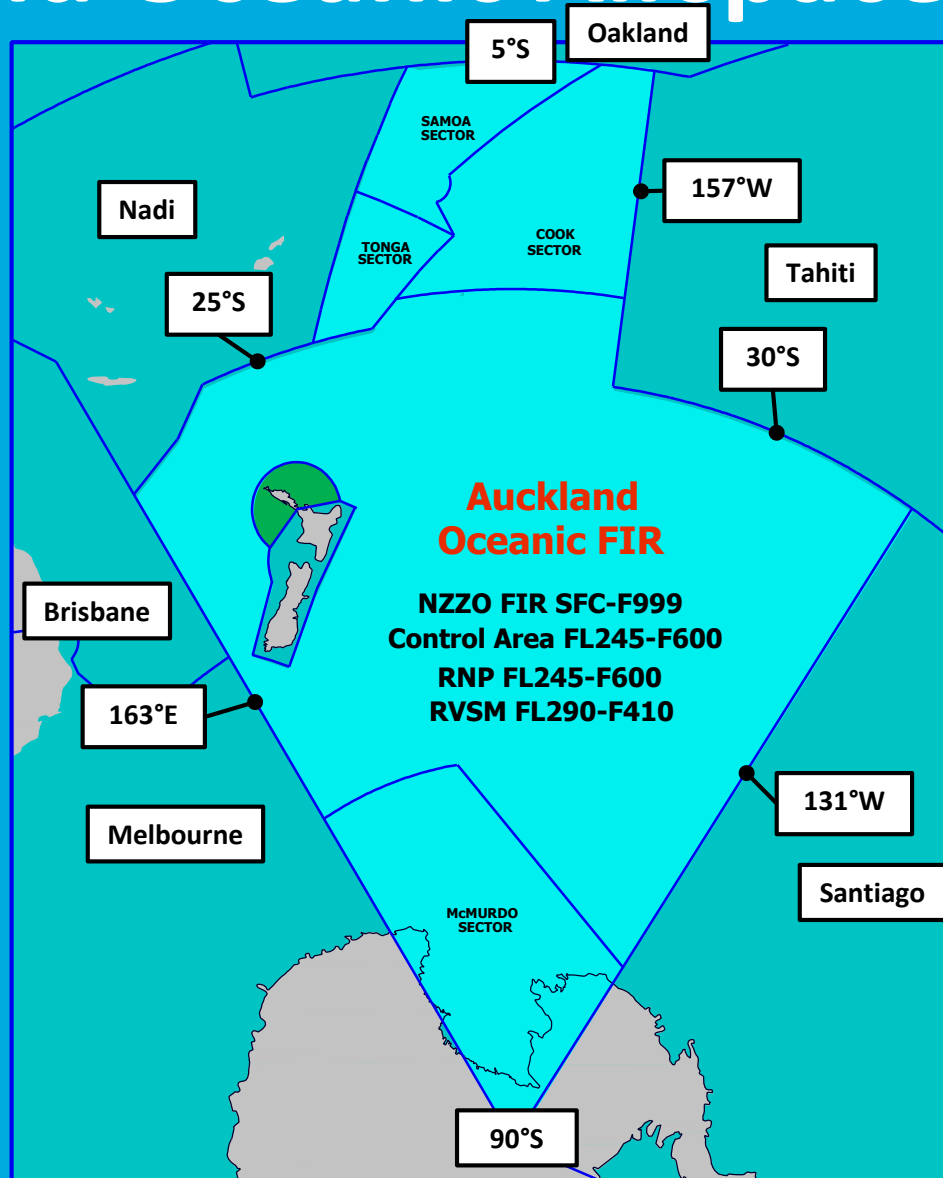 Oceanic
Oakland
5°S
SAMOA
SECTOR
157°W
Nadi
COOK
SECTOR
TONGA
SECTOR
Tahiti
25°S
30°S
Auckland
Oceanic FIR
NZZO FIR SFC-F999
Control Area FL245-F600
RNP FL245-F600
RVSM FL290-F410
Brisbane
163°E
131°W
Melbourne
Santiago
McMURDO
SECTOR
90°S